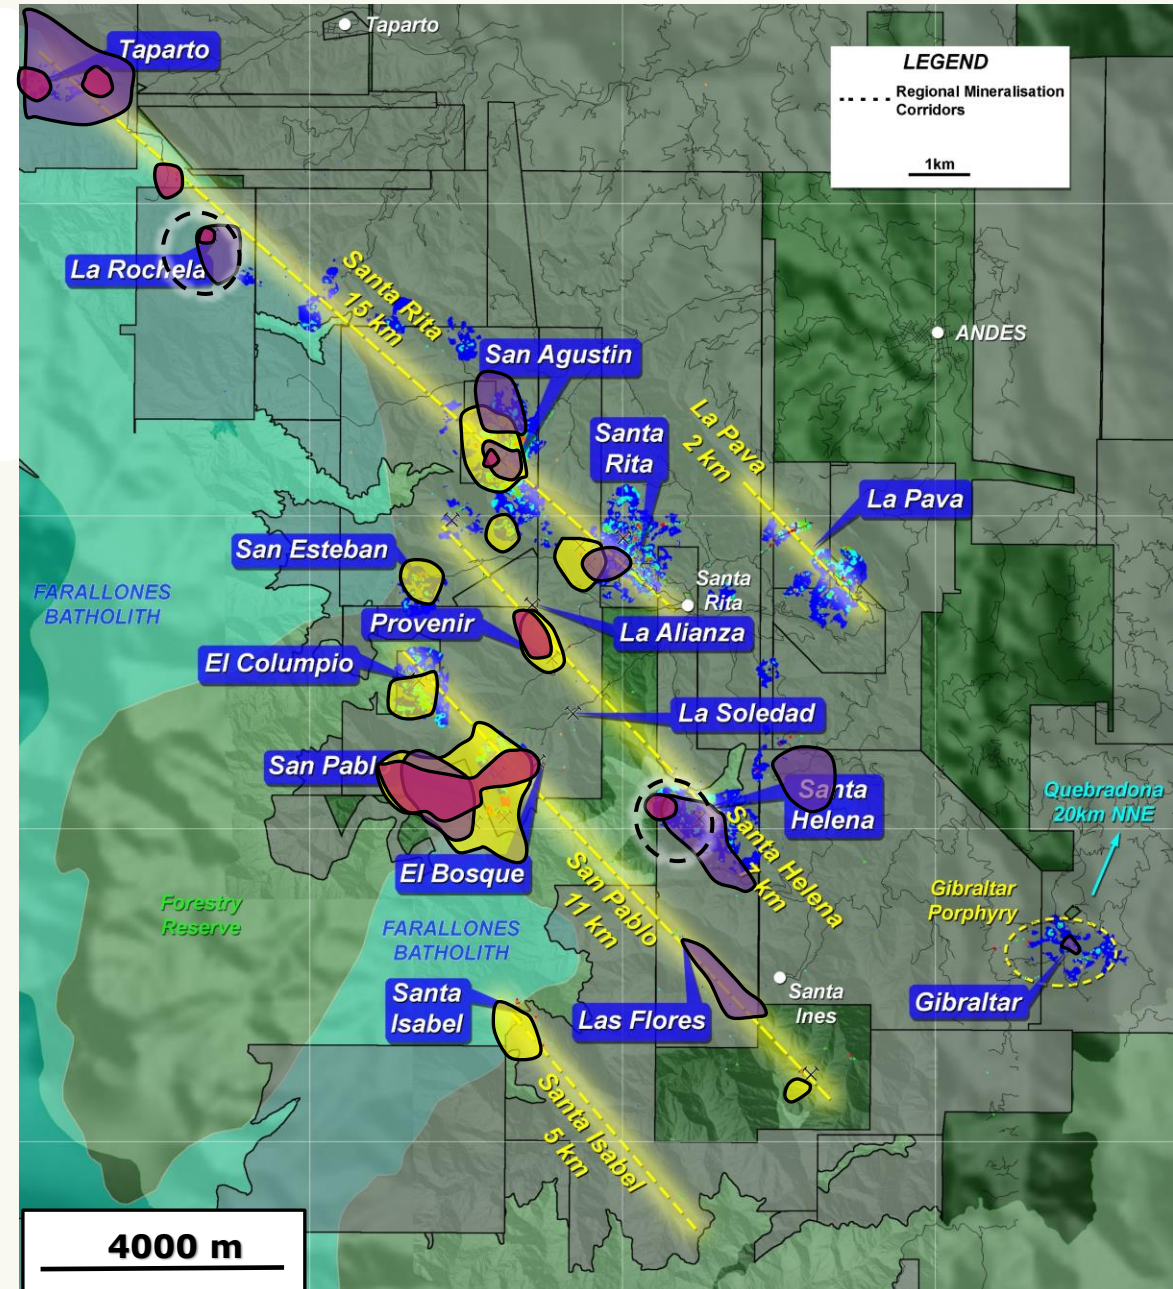 Taparto
Taparto
LEGEND
Regional Mineralisation
Corridors
1km
La Rochela
Santa Rita
15 km
ANDES
San Agustin
La Pava
2 km
Santa
Rita
La Pava
San Esteban
Santa
Rita
FARALLONES
BATHOLITH
Provenir
La Alianza
El Columpio
La Soledad
San Pabl
Santa
Helena
Quebradona
20km NNE
El Bosque
Santa Helena
7 km
San Pablo
11 km
Gibraltar
Porphyry
Forestry
Reserve
FARALLONES
BATHOLITH
Santa
Isabel
Las Flores
Santa
Ines
Gibraltar
Santa Isabel
5 km
4000 m